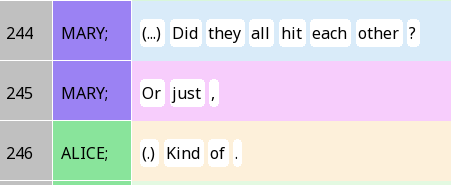 244 MARY; (...) Did they all hit each other ?
245 MARY; Or just ,
246 ALICE; (.) Kind of .